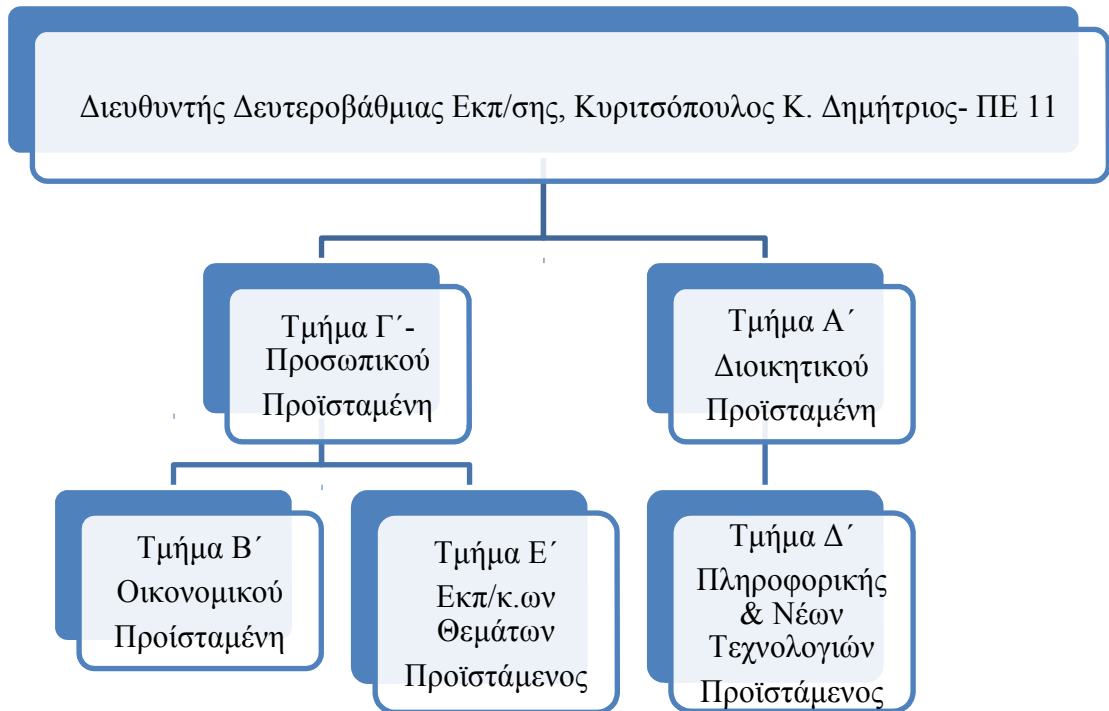 Διευθυντής Δευτεροβάθμιας Εκπ/σης, Κυριτσόπουλος Κ. Δημήτριος- ΠΕ 11
Τμήμα Γ΄-
Προσωπικού
Προϊσταμένη
Τμήμα Α΄
Διοικητικού
Προϊσταμένη
Τμήμα Β΄
Οικονομικού
Προίσταμένη
Τμήμα Ε΄
Εκπ/κ.ων
Θεμάτων
Προϊστάμενος
Τμήμα Δ΄
Πληροφορικής
& Νέων
Τεχνολογιών
Προϊστάμενος